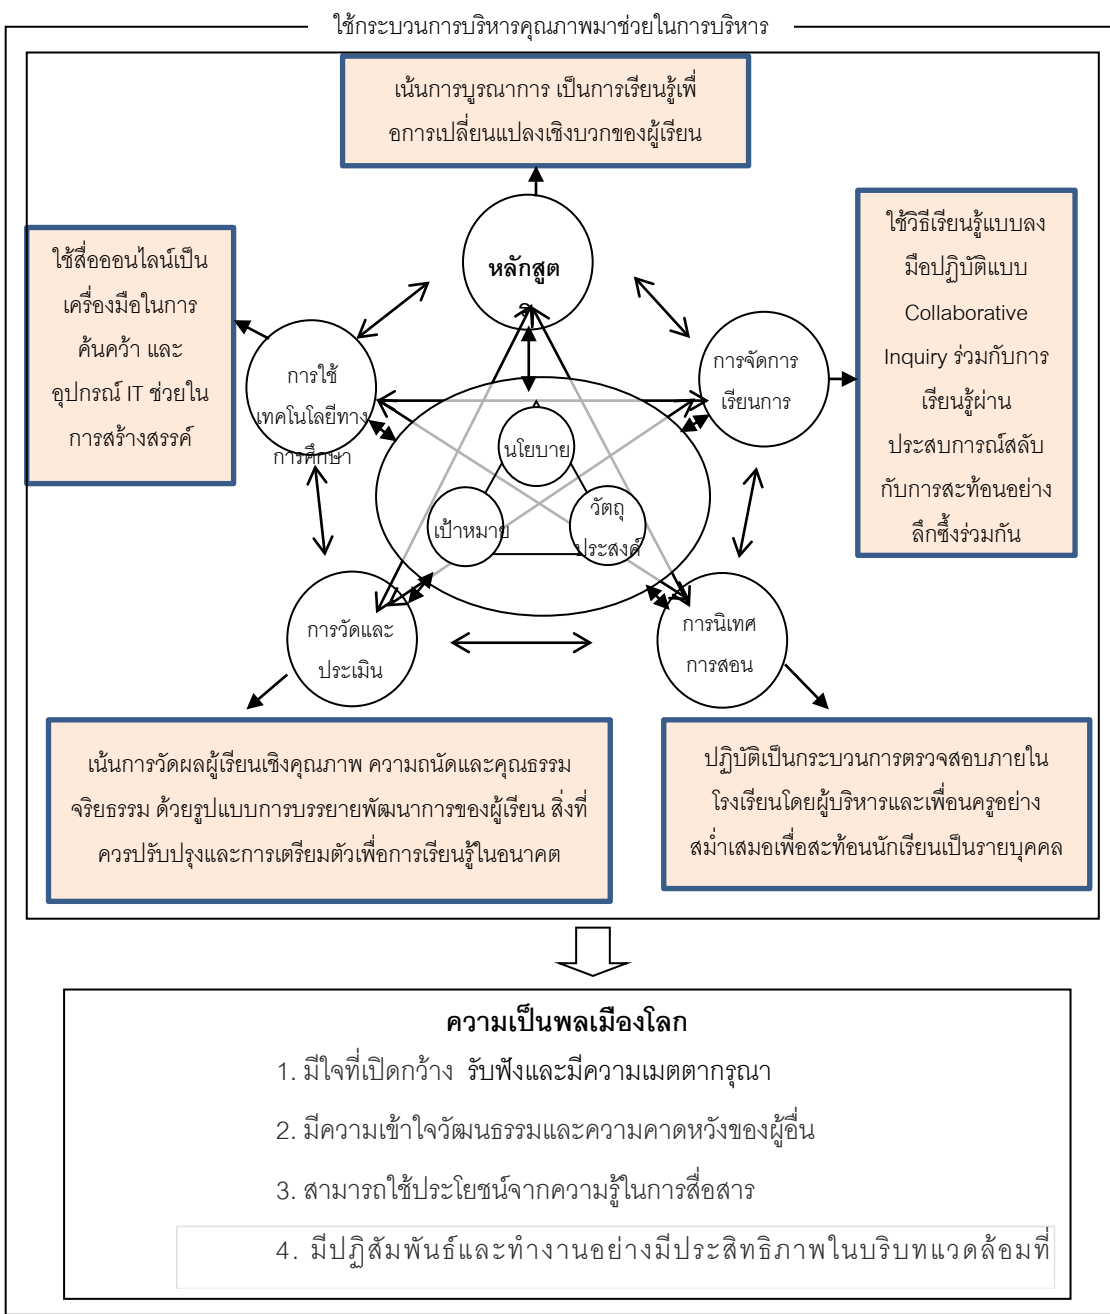 ใช้กระบวนการบริหารคุณภาพมาช่วยในการบริหาร
เน้นการบูรณาการ เป็นการเรียนรู้เพื่
อการเปลี่ยนแปลงเชิงบวกของผู้เรียน
ใช้สื่อออนไลน์เป็น
เครื่องมือในการ
ค้นคว้า และ
อุปกรณ์ IT ช่วยใน
การสร้างสรรค์
หลักสูต
ร
ใช้วิธีเรียนรู้แบบลง
มือปฏิบัติแบบ
Collaborative
Inquiry ร่วมกับการ
เรียนรู้ผ่าน
ประสบการณ์สลับ
กับการสะท้อนอย่าง
ลึกซึ้งร่วมกัน
การใช้
เทคโนโลยีทาง
การศึกษา
การจัดการ
เรียนการ
นโยบาย
เป้าหมาย
วัตถุ
ประสงค์
การวัดและ
ประเมิน
การนิเทศ
การสอน
เน้นการวัดผลผู้เรียนเชิงคุณภาพ ความถนัดและคุณธรรม
จริยธรรม ด้วยรูปแบบการบรรยายพัฒนาการของผู้เรียน สิ่งที่
ควรปรับปรุงและการเตรียมตัวเพื่อการเรียนรู้ในอนาคต
ปฏิบัติเป็นกระบวนการตรวจสอบภายใน
โรงเรียนโดยผู้บริหารและเพื่อนครูอย่าง
สม่ำเสมอเพื่อสะท้อนนักเรียนเป็นรายบุคคล
ความเป็นพลเมืองโลก
1. มีใจที่เปิดกว้าง รับฟังและมีความเมตตากรุณา
2. มีความเข้าใจวัฒนธรรมและความคาดหวังของผู้อื่น
3. สามารถใช้ประโยชน์จากความรู้ในการสื่อสาร
4. มีปฏิสัมพันธ์และทำงานอย่างมีประสิทธิภาพในบริบทแวดล้อมที่